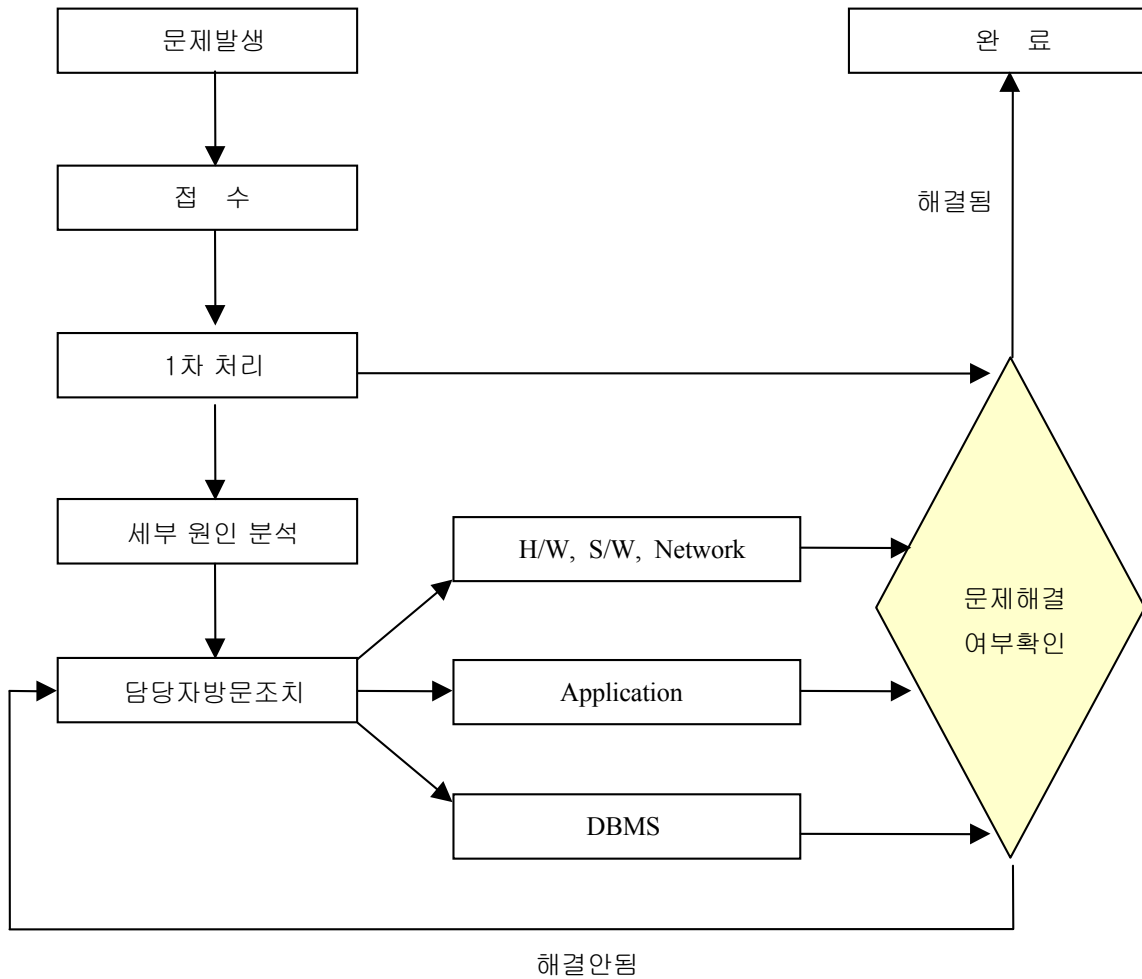 문제발생
완 료
접 수
해결됨
1차 처리
세부 원인 분석
H/W, S/W, Network
문제해결
여부확인
담당자방문조치
Application
DBMS
해결안됨